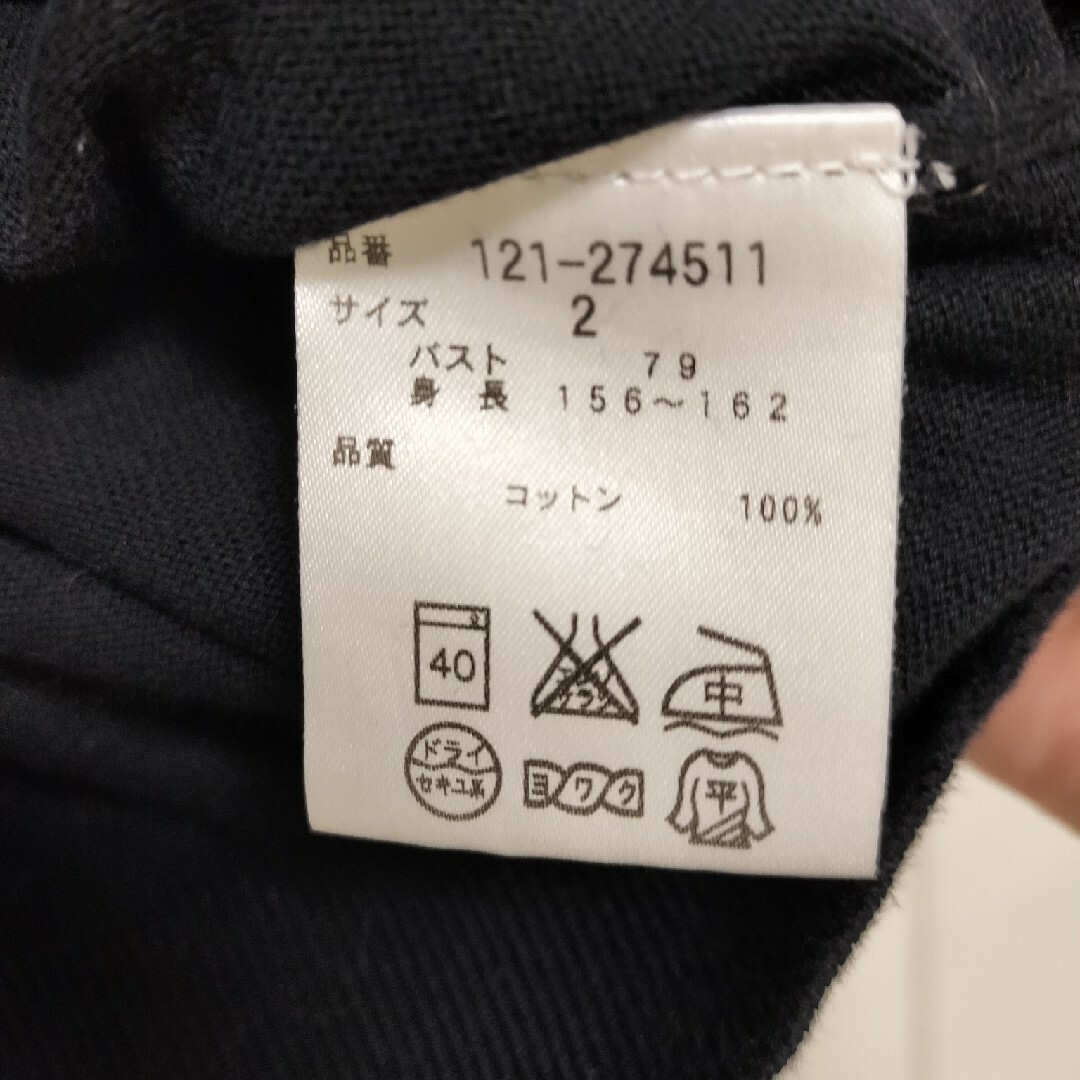 品番 121-274511
サイズ 2
バスト 79
身長 156~162
品質
コットン 100%
40 中
ドライ
セキユ系 ヨワク 平